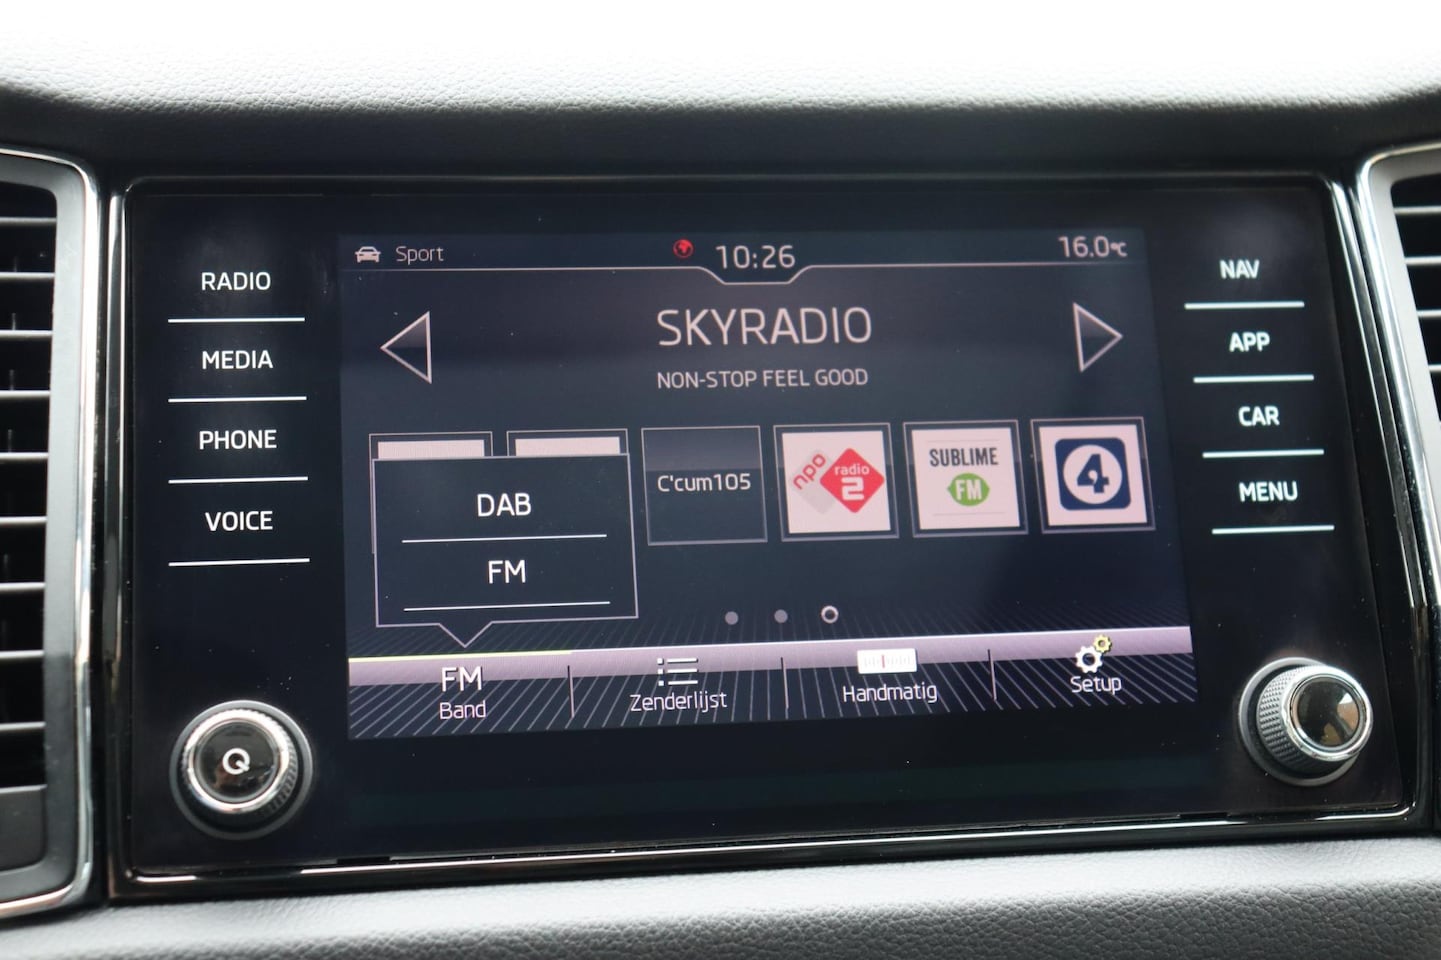 Sport
10:26
16.0°C
RADIO
MEDIA
PHONE
VOICE
NAV
APP
CAR
MENU
SKYRADIO
NON-STOP FEEL GOOD
DAB
FM
C'cum105
npo radio 2
SUBLIME
FM
4
FM
Band
Zenderlijst
Handmatig
Setup